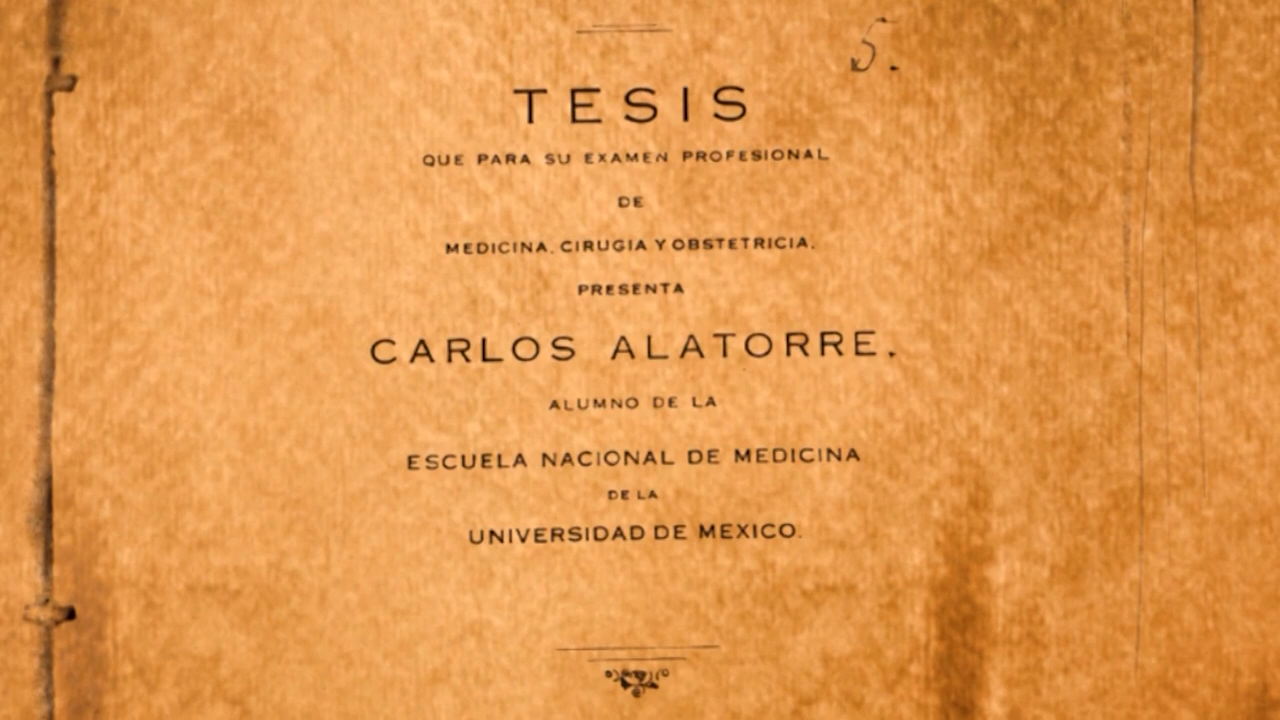 5.
TESIS
QUE PARA SU EXAMEN PROFESIONAL
DE
MEDICINA, CIRUGIA Y OBSTETRICIA,
PRESENTA
CARLOS ALATORRE.
ALUMNO DE LA
ESCUELA NACIONAL DE MEDICINA
DE LA
UNIVERSIDAD DE MEXICO.